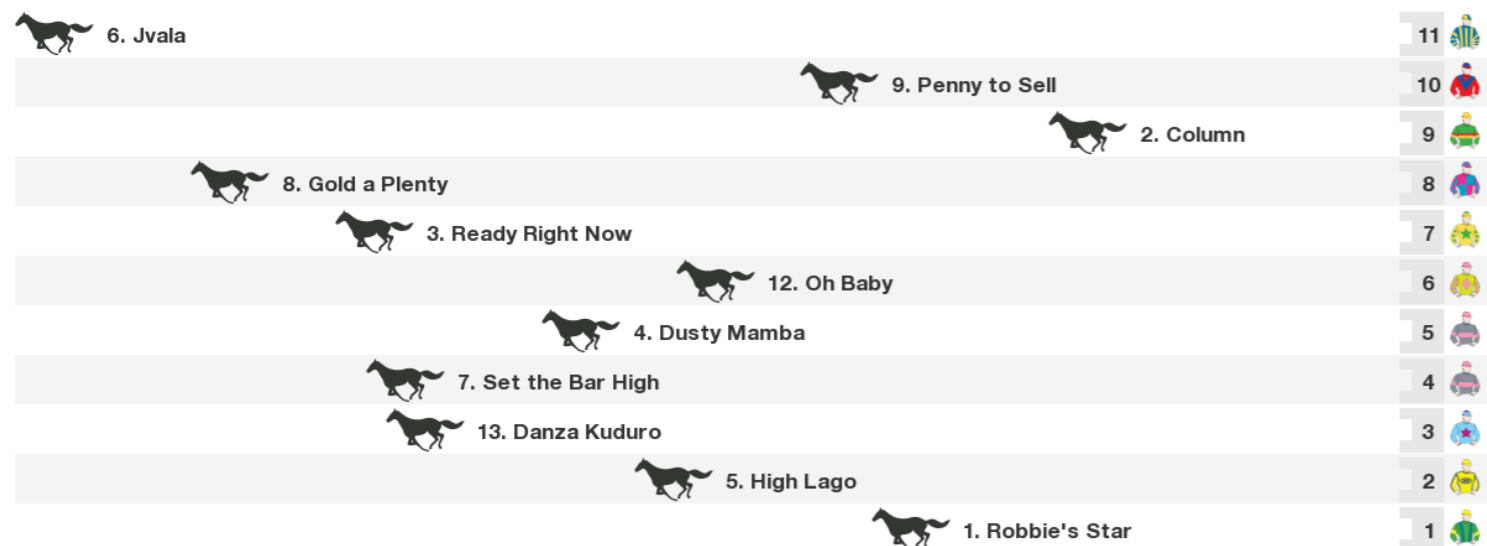 6. Jvala 11
9. Penny to Sell 10
2. Column 9
8. Gold a Plenty 8
3. Ready Right Now 7
12. Oh Baby 6
4. Dusty Mamba 5
7. Set the Bar High 4
13. Danza Kuduro 3
5. High Lago 2
1. Robbie's Star 1